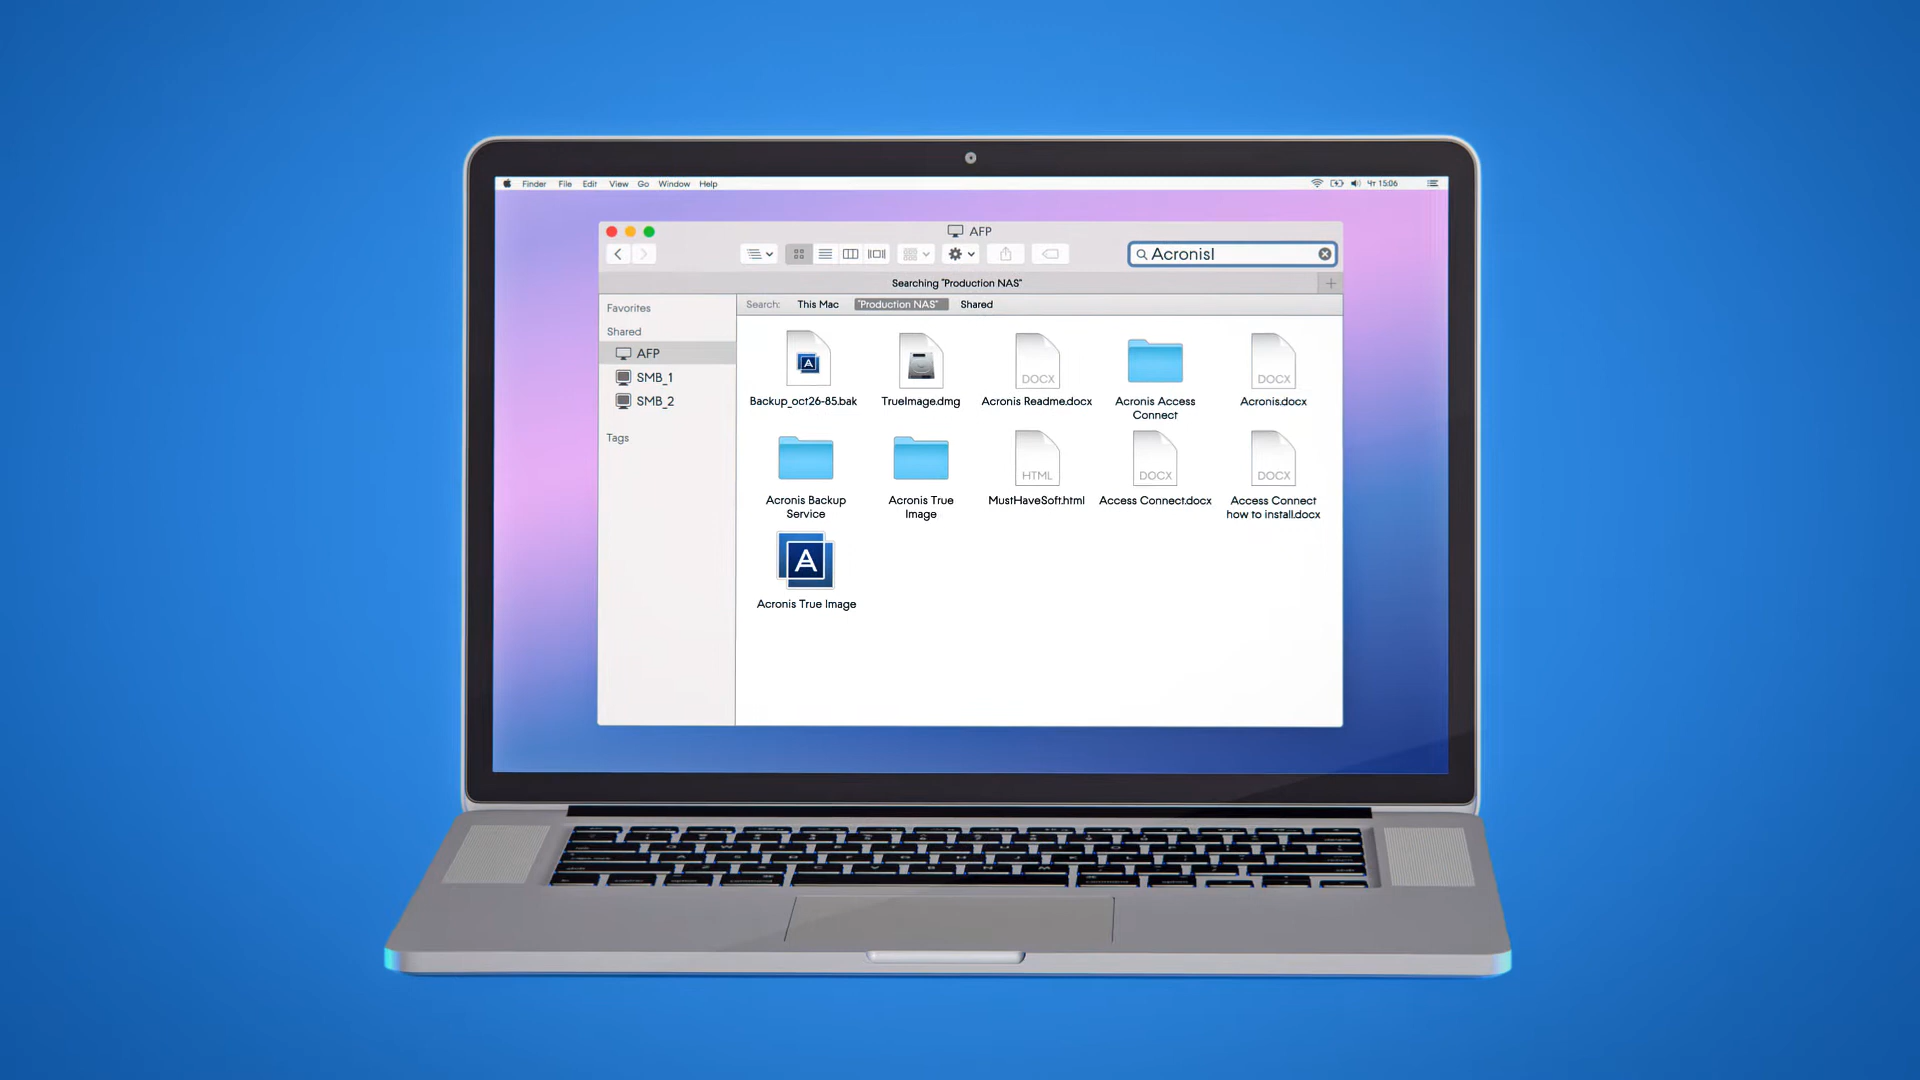 Finder File Edit View Go Window Help
Чт 15:06
AFP
Acronisl
Searching "Production NAS"
Favorites
Shared
AFP
SMB_1
SMB_2
Tags
Search: This Mac "Production NAS" Shared
Backup_oct26-85.bak
TrueImage.dmg
DOCX
Acronis Readme.docx
Acronis Access
Connect
DOCX
Acronis.docx
Acronis Backup
Service
Acronis True
Image
HTML
MustHaveSoft.html
DOCX
Access Connect.docx
DOCX
Access Connect
how to install.docx
A
Acronis True Image